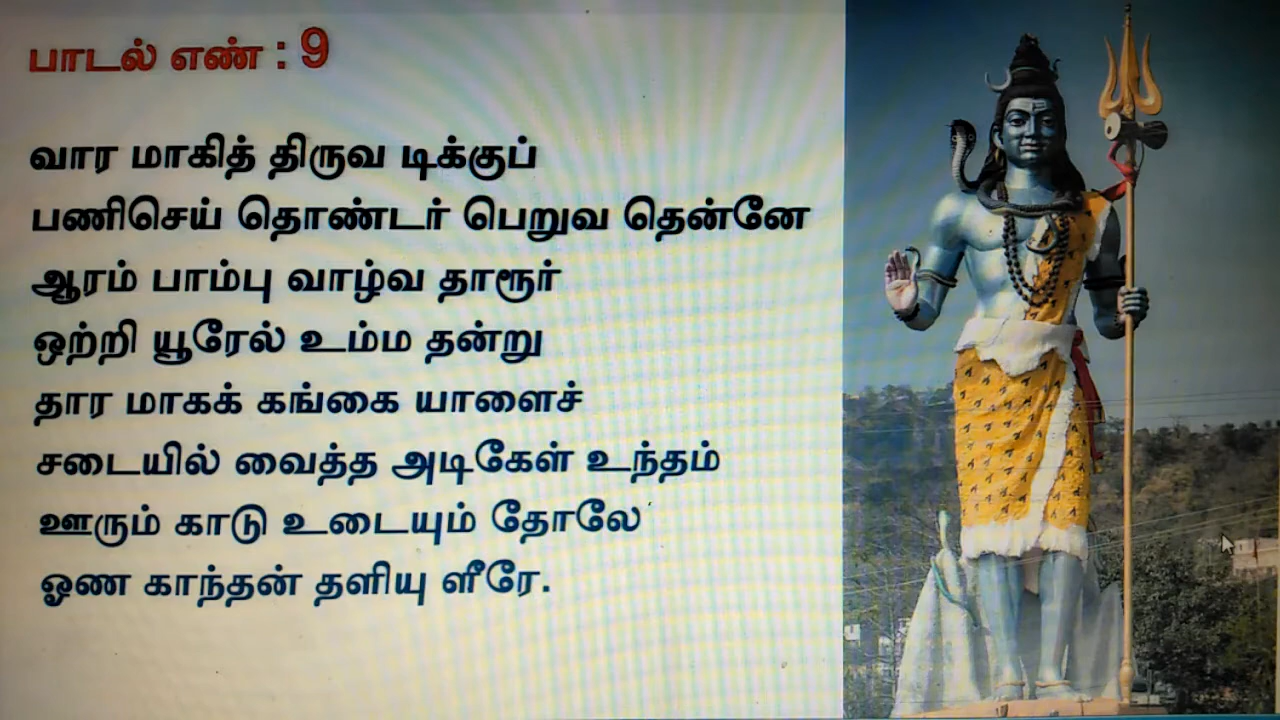 பாடல் எண் : 9
வார மாகித் திருவ டிக்குப்
பணிசெய் தொண்டர் பெறுவ தென்னே
ஆரம் பாம்பு வாழ்வ தாரூர்
ஒற்றி யூரேல் உம்ம தன்று
தார மாகக் கங்கை யாளைச்
சடையில் வைத்த அடிகேள் உந்தம்
ஊரும் காடு உடையும் தோலே
ஓண காந்தன் தளியு ளீரே.